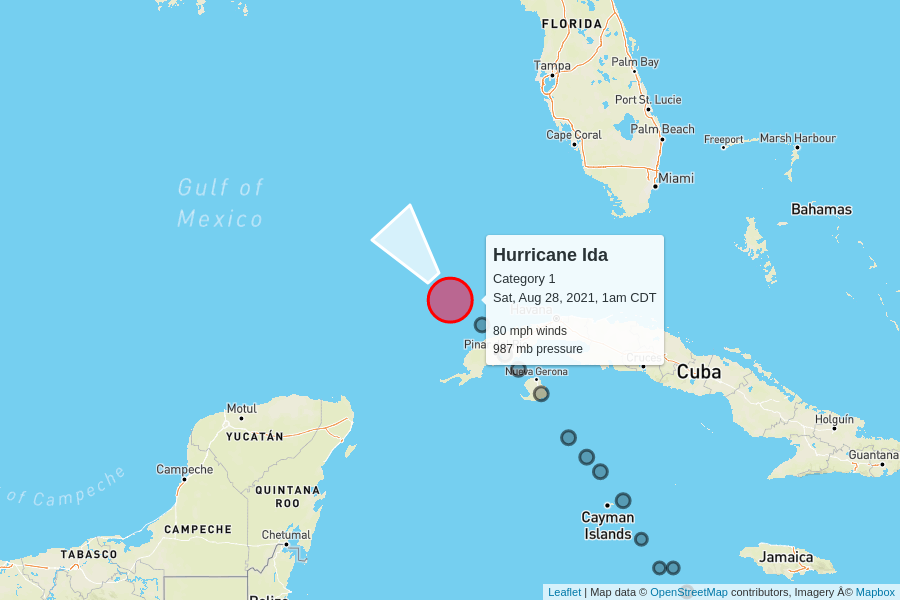 FLORIDA
Tampa
Palm Bay
Port St. Lucie
Cape Coral
Palm Beach
Freeport
Marsh Harbour
Miami
Gulf of
Mexico
Bahamas
Hurricane Ida
Category 1
Sat, Aug 28, 2021, 1am CDT
Havana
80 mph winds
987 mb pressure
Pina
Cruces
Nueva Gerona
Cuba
Motul
YUCATÁN
Holguín
Guantana
Campeche
of Campeche
QUINTANA
ROO
CAMPECHE
Cayman
Islands
Chetumal
TABASCO
Jamaica
Belize
Leaflet | Map data © OpenStreetMap contributors, Imagery Â© Mapbox